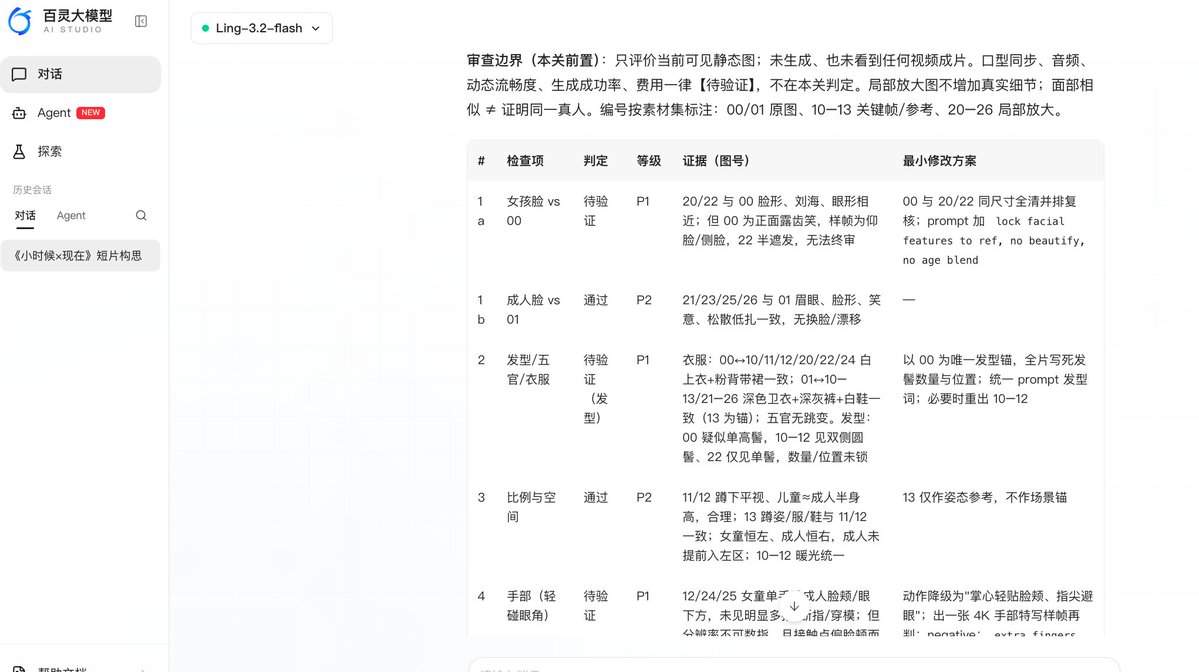 百灵大模型
AI STUDIO
Ling-3.2-flash
对话
Agent NEW
探索
历史会话
对话 Agent
《小时候×现在》短片构思
审查边界（本关前置）：只评价当前可见静态图；未生成、也未看到任何视频成片。口型同步、音频、
动态流畅度、生成成功率、费用一律【待验证】，不在本关判定。局部放大图不增加真实细节；面部相
似 ≠ 证明同一真人。编号按素材集标注：00/01 原图、10—13 关键帧/参考、20—26 局部放大。
# 检查项 判定 等级 证据（图号） 最小修改方案
1
a
女孩脸 vs
00
待验
证
P1
20/22 与 00 脸形、刘海、眼形相
近；但 00 为正面露齿笑，样帧为仰
脸/侧脸，22 半遮发，无法终审
00 与 20/22 同尺寸全清并排复
核；prompt 加 lock facial
features to ref, no beautify,
no age blend
1
b
成人脸 vs
01
通过
P2
21/23/25/26 与 01 眉眼、脸形、笑
意、松散低扎一致，无换脸/漂移
—
2
发型/五
官/衣服
待验
证
（发
型）
P1
衣服：00↔10/11/12/20/22/24 白
上衣+粉背带裙一致；01↔10—
13/21—26 深色卫衣+深灰裤+白鞋一
致（13 为锚）；五官无跳变。发型：
00 疑似单高髻，10—12 见双侧圆
髻、22 仅见单髻，数量/位置未锁
以 00 为唯一发型锚，全片写死发
髻数量与位置；统一 prompt 发型
词；必要时重出 10—12
3
比例与空
间
通过
P2
11/12 蹲下平视、儿童≈成人半身
高，合理；13 蹲姿/服/鞋与 11/12
一致；女童恒左、成人恒右，成人未
提前入左区；10—12 暖光统一
13 仅作姿态参考，不作场景锚
4
手部（轻
碰眼角）
待验
证
P1
12/24/25 女童单手 成人脸颊/眼
下方，未见明显多 断指/穿模；但
分辨率不可数指，且接触点偏脸颊而
动作降级为"掌心轻贴脸颊、指尖避
眼"；出一张 4K 手部特写样帧再
判；negative： extra fingers
帮助文档